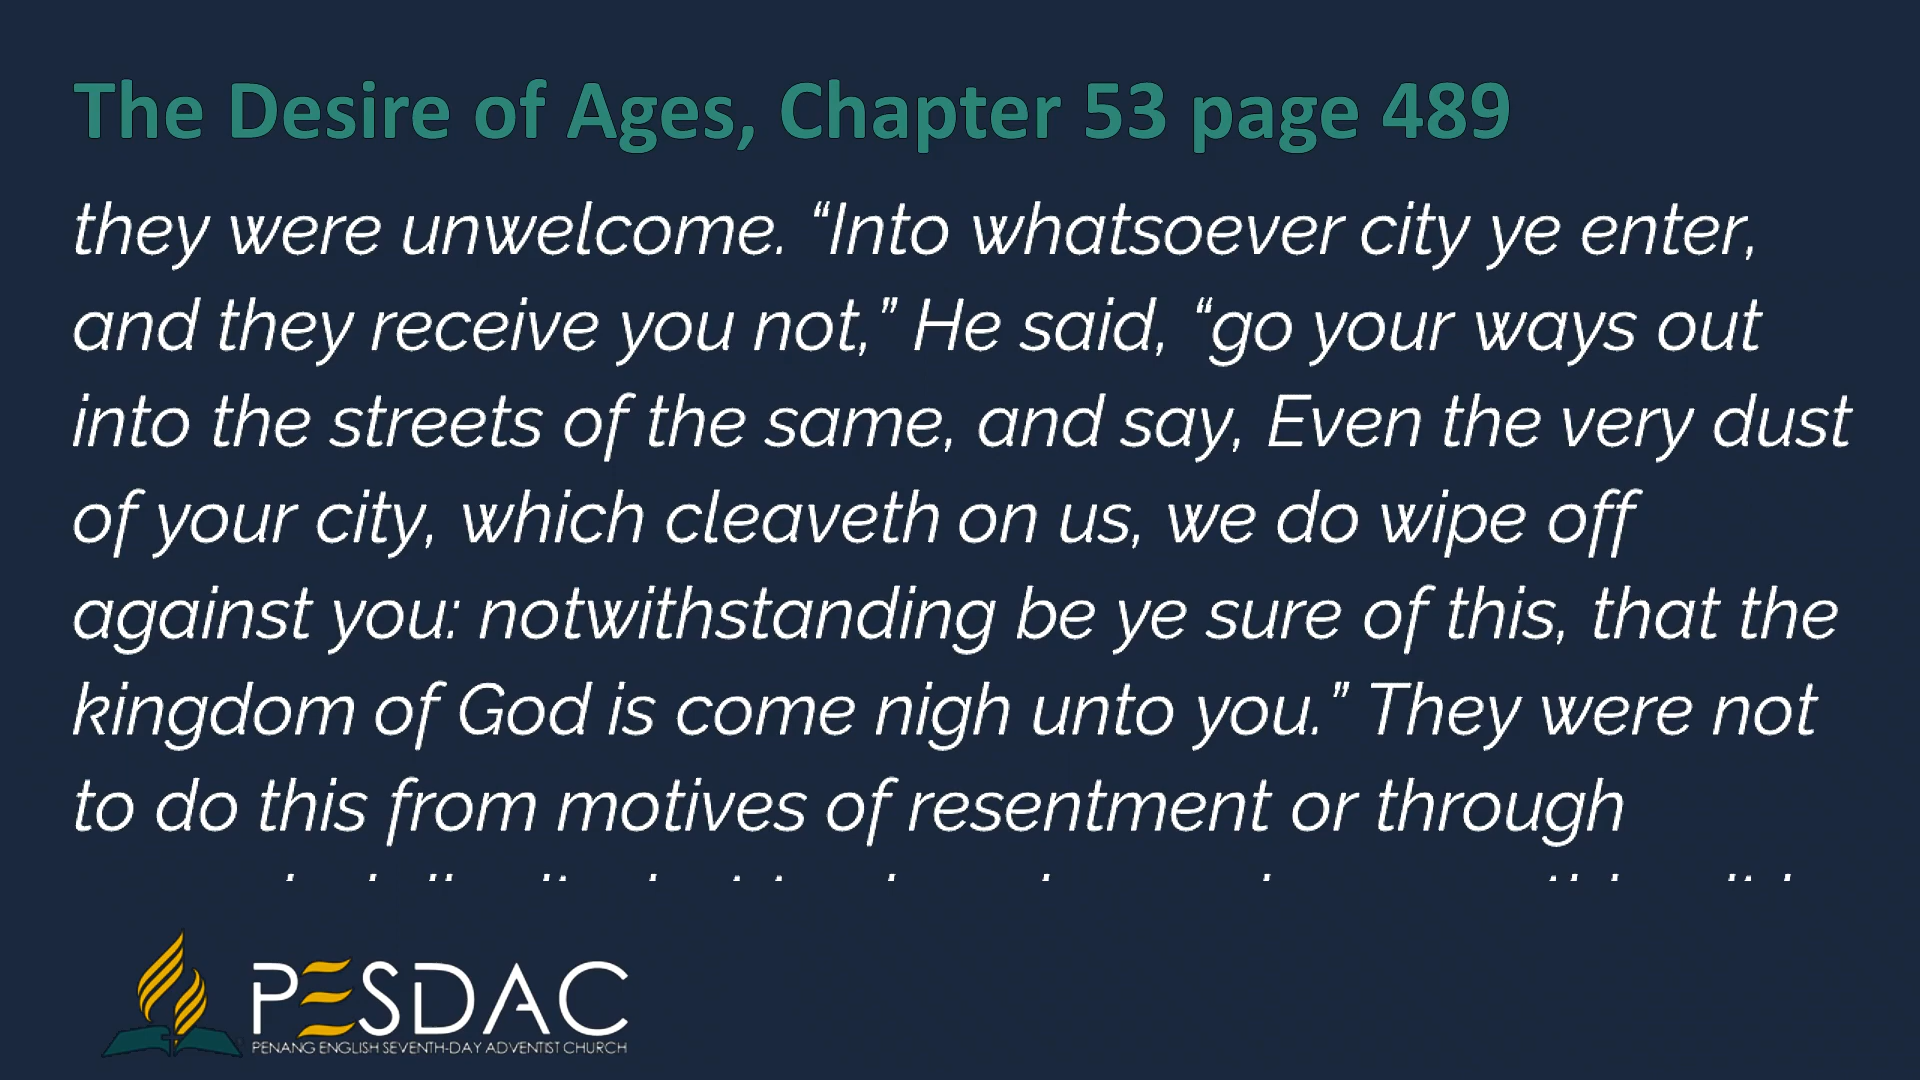 The Desire of Ages, Chapter 53 page 489
they were unwelcome. “Into whatsoever city ye enter,
and they receive you not,” He said, “go your ways out
into the streets of the same, and say, Even the very dust
of your city, which cleaveth on us, we do wipe off
against you: notwithstanding be ye sure of this, that the
kingdom of God is come nigh unto you.” They were not
to do this from motives of resentment or through
PESDAC
PENANG ENGLISH SEVENTH-DAY ADVENTIST CHURCH